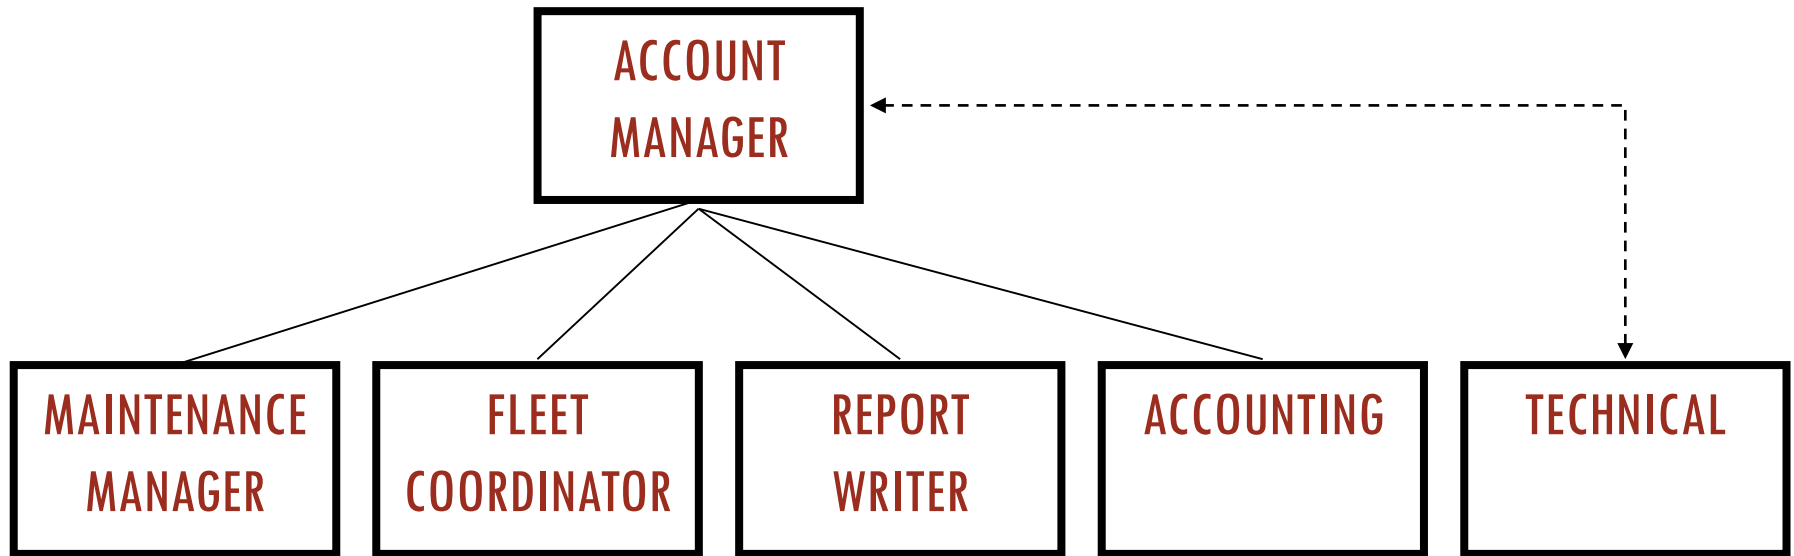 ACCOUNT
MANAGER
MAINTENANCE
MANAGER
FLEET
COORDINATOR
REPORT
WRITER
ACCOUNTING
TECHNICAL